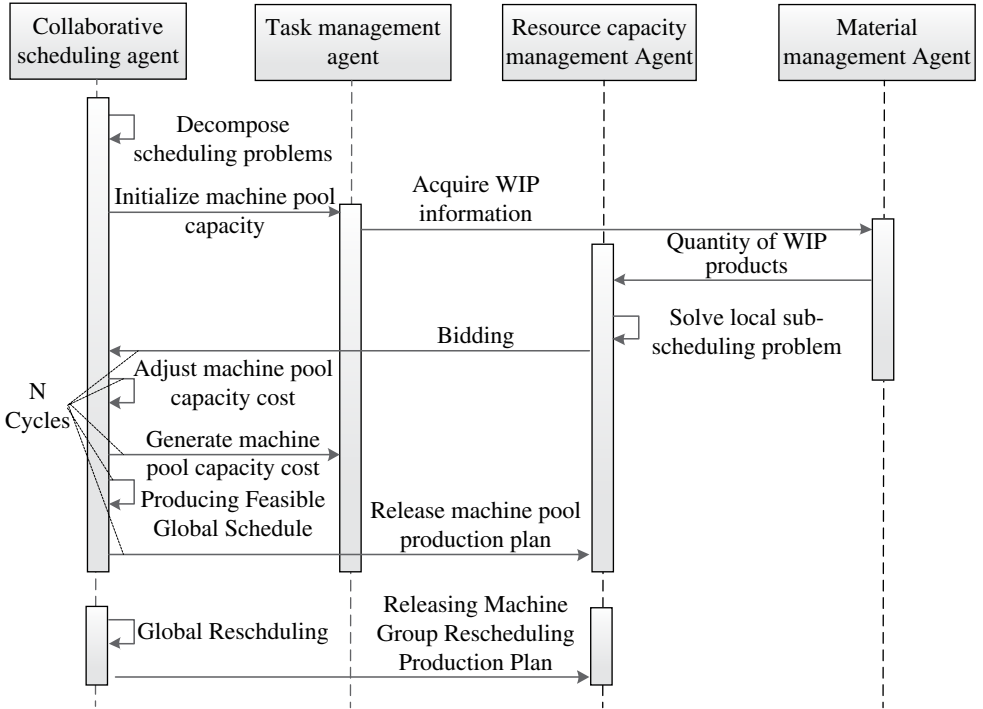 Collaborative
scheduling agent
Task management
agent
Resource capacity
management Agent
Material
management Agent
Decompose
scheduling problems
Initialize machine pool
capacity
Acquire WIP
information
Quantity of WIP
products
Solve local sub-
scheduling problem
Bidding
Adjust machine pool
capacity cost
N
Cycles
Generate machine
pool capacity cost
Producing Feasible
Global Schedule
Release machine pool
production plan
Global Reschduling
Releasing Machine
Group Rescheduling
Production Plan